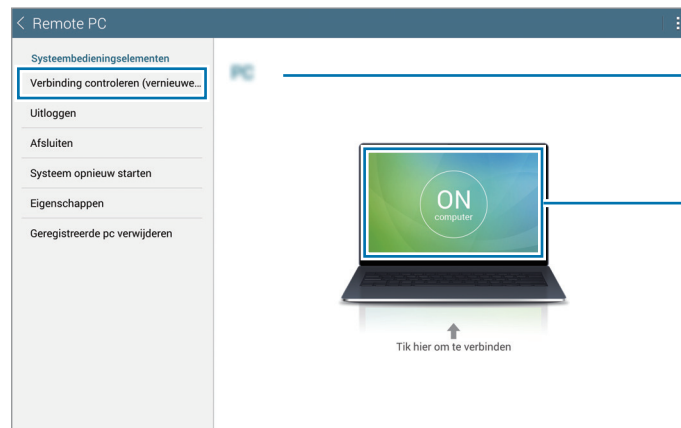 Remote PC
Systeembedieningselementen
Verbinding controleren (vernieuwe...
Uitloggen
Afsluiten
Systeem opnieuw starten
Eigenschappen
Geregistreerde pc verwijderen
PC
ON
computer
Tik hier om te verbinden